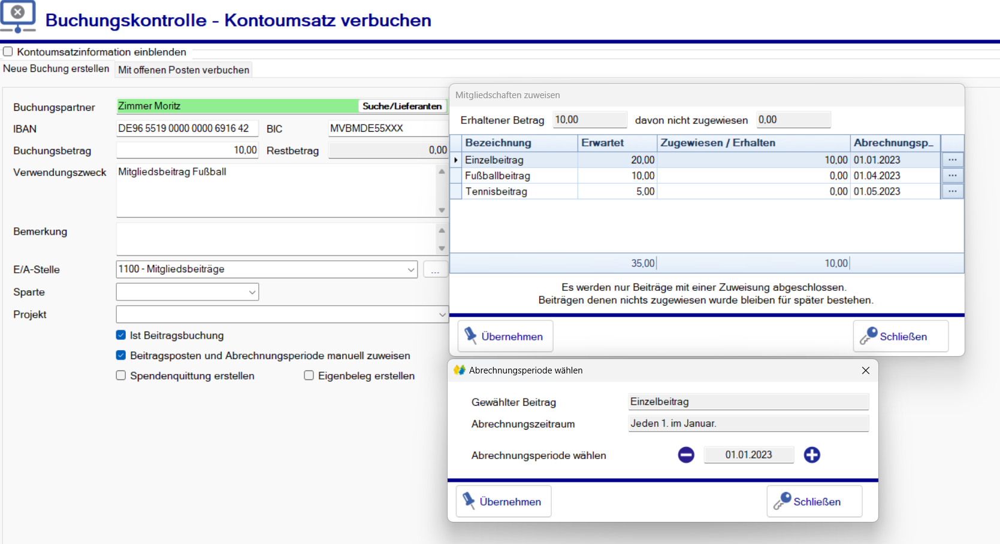 Buchungskontrolle - Kontoumsatz verbuchen
Kontoumsatzinformation einblenden
Neue Buchung erstellen
Mit offenen Posten verbuchen
Buchungspartner
Zimmer Moritz
Suche/Lieferanten
IBAN
DE96 5519 0000 0000 6916 42
BIC
MVBMDE55XXX
Buchungsbetrag
10,00
Restbetrag
0,00
Verwendungszweck
Mitgliedsbeitrag Fußball
Bemerkung
E/A-Stelle
1100 - Mitgliedsbeiträge
...
Sparte
Projekt
Ist Beitragsbuchung
Beitragsposten und Abrechnungsperiode manuell zuweisen
Spendenquittung erstellen
Eigenbeleg erstellen
Mitgliedschaften zuweisen
Erhaltener Betrag
10,00
davon nicht zugewiesen
0,00
Bezeichnung Erwartet Zugewiesen / Erhalten Abrechnungsp...
Einzelbeitrag 20,00 10,00 01.01.2023 ...
Fußballbeitrag 10,00 0,00 01.04.2023 ...
Tennisbeitrag 5,00 0,00 01.05.2023 ...
35,00 10,00
Es werden nur Beiträge mit einer Zuweisung abgeschlossen.
Beiträgen denen nichts zugewiesen wurde bleiben für später bestehen.
Übernehmen
Schließen
Abrechnungsperiode wählen
Gewählter Beitrag
Einzelbeitrag
Abrechnungszeitraum
Jeden 1. im Januar.
Abrechnungsperiode wählen
01.01.2023
Übernehmen
Schließen